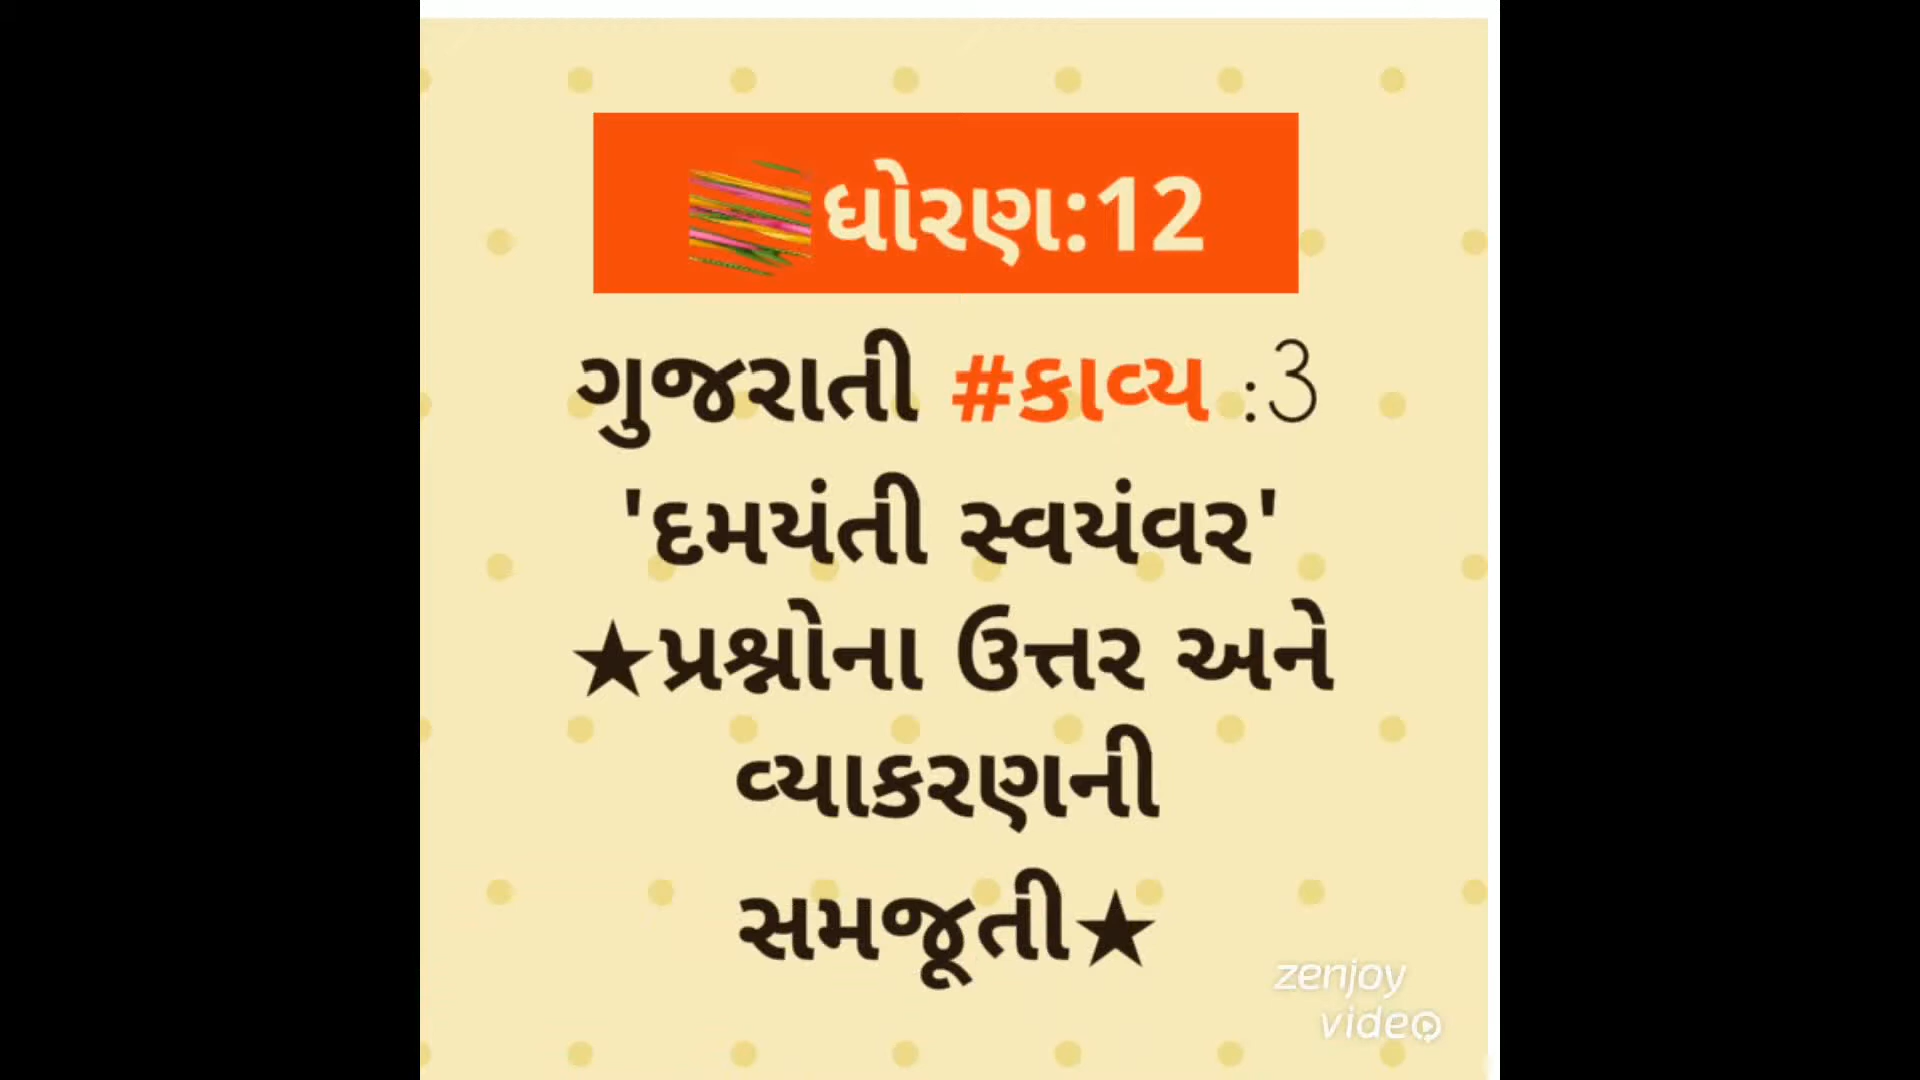 ધોરણ:12
ગુજરાતી #કાવ્ય :3
'દમયંતી સ્વયંવર'
★પ્રશ્નોના ઉત્તર અને
વ્યાકરણની
સમજૂતી★
zenjoy
video